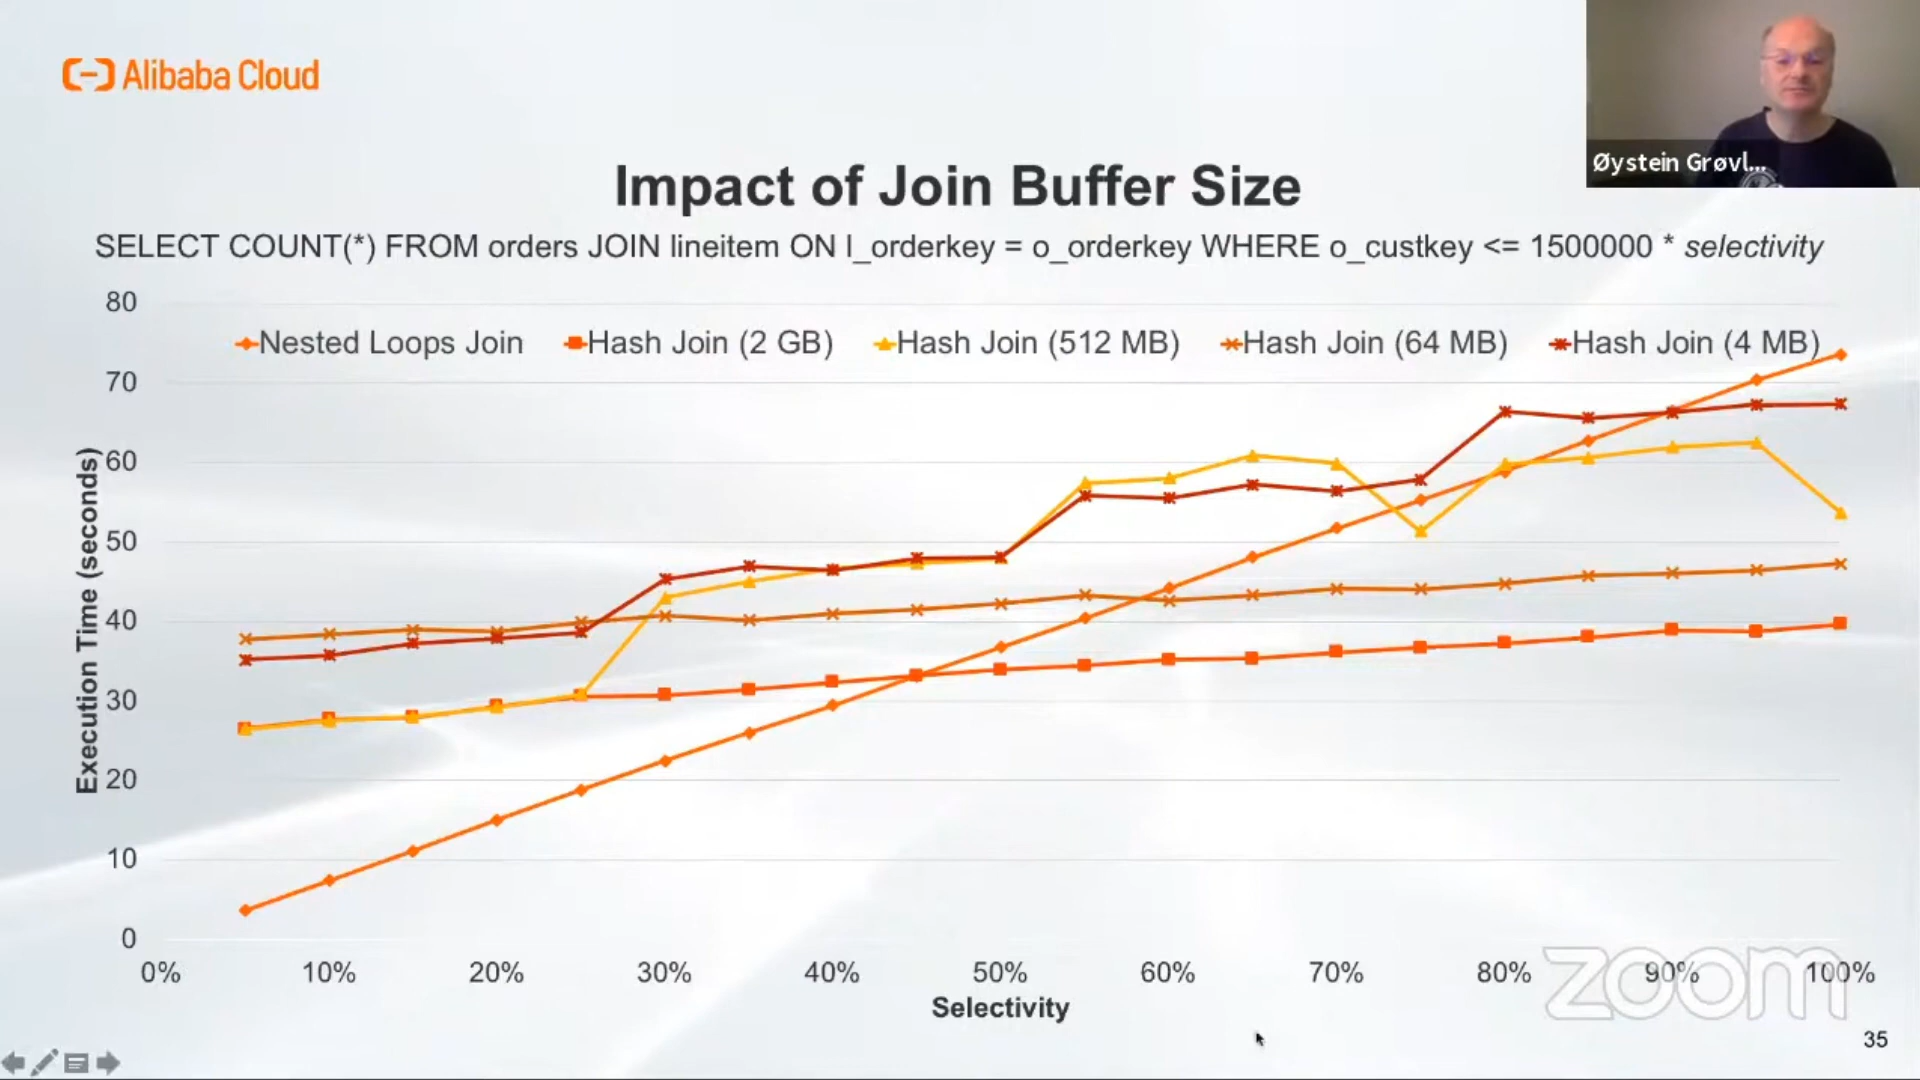 Alibaba Cloud
Øystein Grøvl...
Impact of Join Buffer Size
SELECT COUNT(*) FROM orders JOIN lineitem ON l_orderkey = o_orderkey WHERE o_custkey <= 1500000 * selectivity
80
Nested Loops Join Hash Join (2 GB) Hash Join (512 MB) Hash Join (64 MB) Hash Join (4 MB)
70
60
50
40
30
20
10
0
Execution Time (seconds)
0% 10% 20% 30% 40% 50% 60% 70% 80% 90% 100%
Selectivity
zoom
35